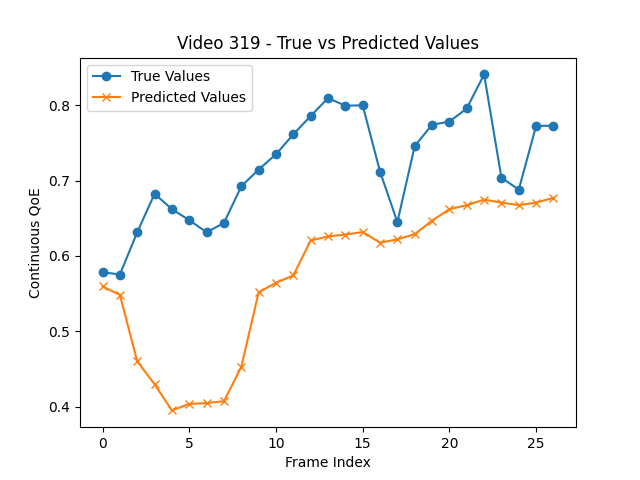 Video 319 - True vs Predicted Values
True Values
Predicted Values
Continuous QoE
0.8
0.7
0.6
0.5
0.4
0 5 10 15 20 25
Frame Index